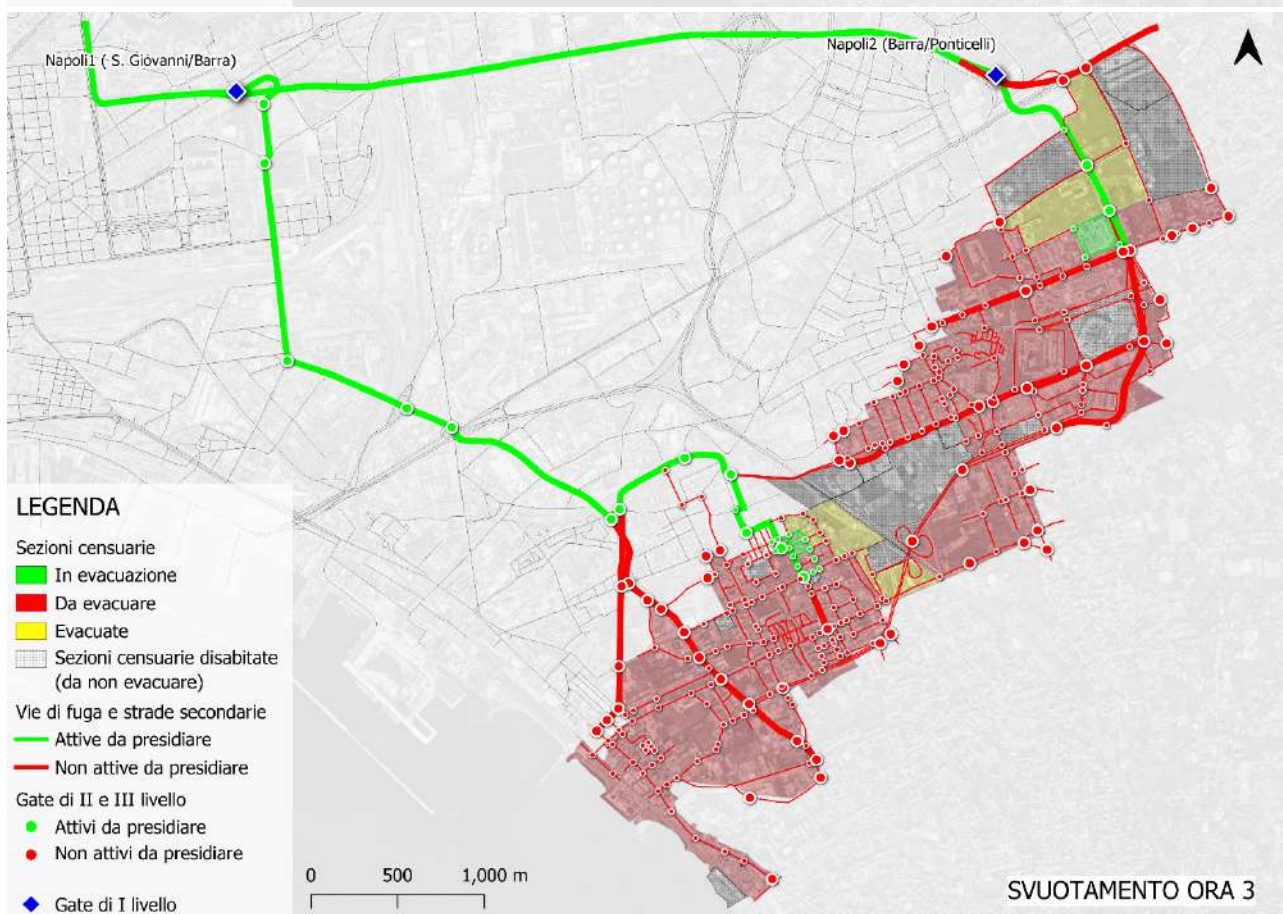 Napoli1 ( S. Giovanni/Barra)
Napoli2 (Barra/Ponticelli)
LEGENDA
Sezioni censuarie
In evacuazione
Da evacuare
Evacuate
Sezioni censuarie disabitate
(da non evacuare)
Vie di fuga e strade secondarie
Attive da presidiare
Non attive da presidiare
Gate di II e III livello
Attivi da presidiare
Non attivi da presidiare
Gate di I livello
0 500 1,000 m
SVUOTAMENTO ORA 3